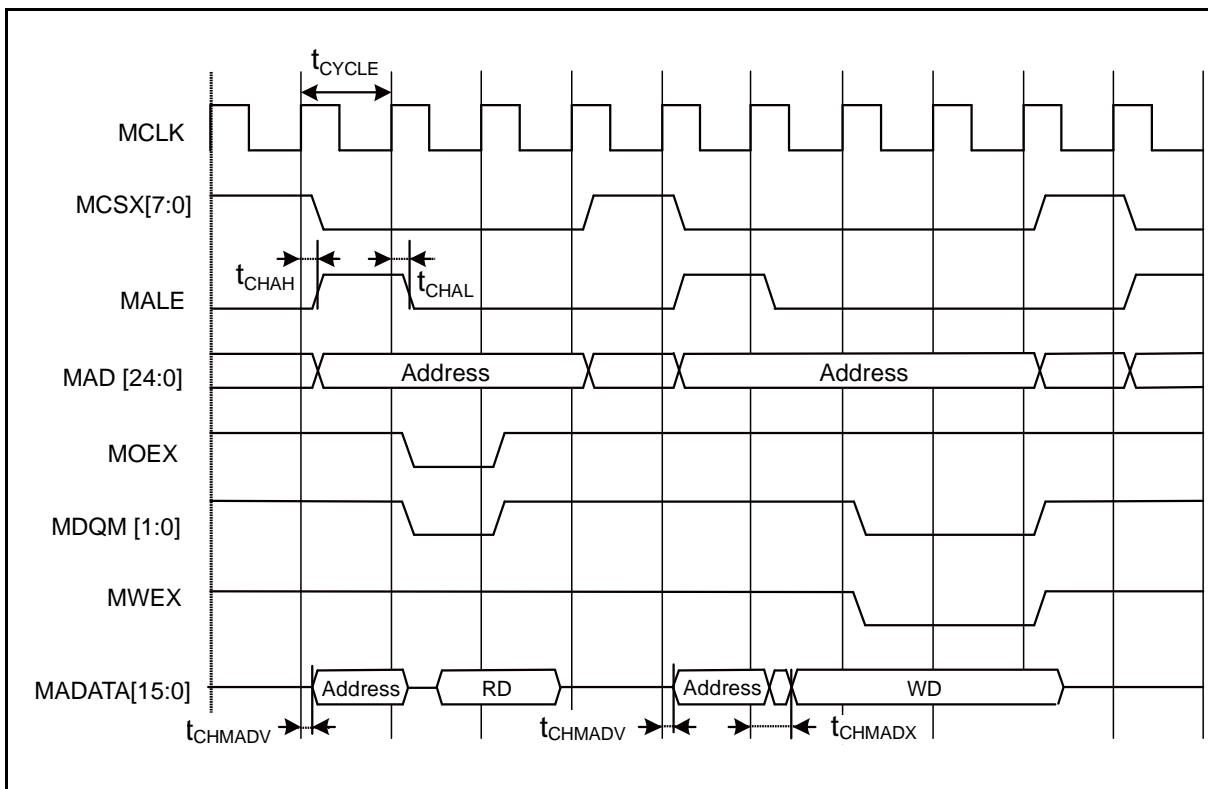 tCYCLE
MCLK
MCSX[7:0]
tCHAH
tCHAL
MALE
MAD [24:0]
Address
Address
MOEX
MDQM [1:0]
MWEX
MADATA[15:0]
Address
RD
Address
WD
tCHMADV
tCHMADV
tCHMADX